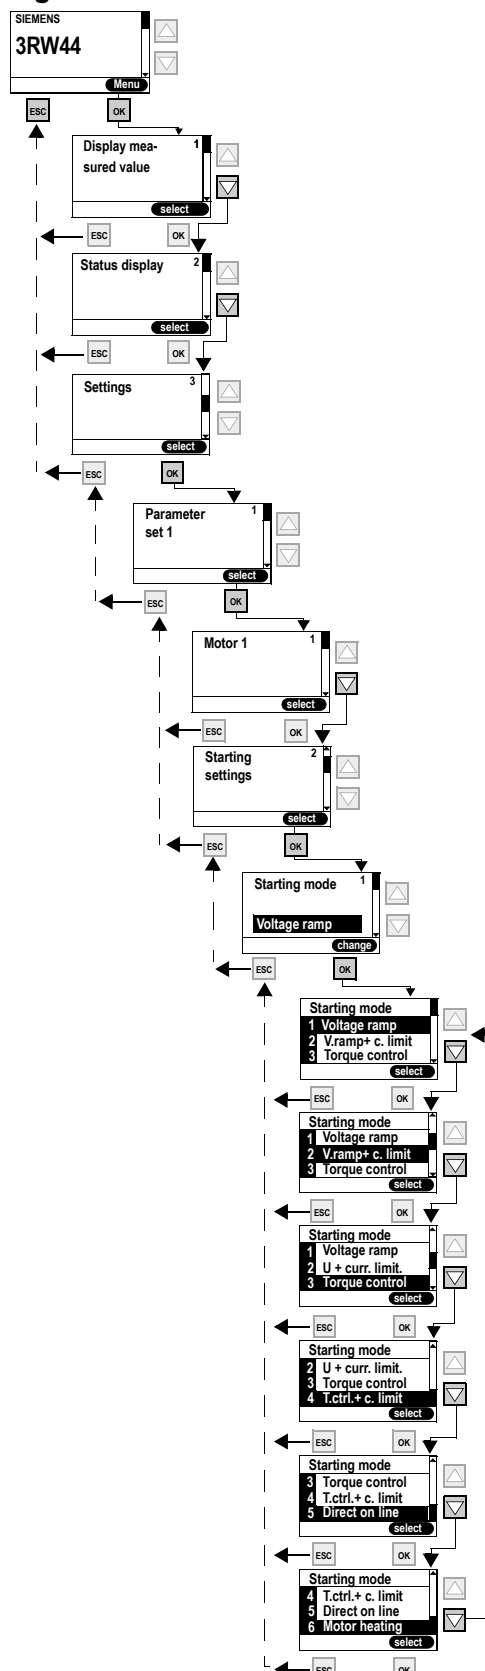 SIEMENS
3RW44
Menu
ESC
OK
Display mea-
sured value
1
select
ESC
OK
Status display
2
select
ESC
OK
Settings
3
select
ESC
OK
Parameter
set 1
1
select
ESC
OK
Motor 1
1
select
ESC
OK
Starting
settings
2
select
ESC
OK
Starting mode
1
Voltage ramp
change
ESC
OK
Starting mode
1 Voltage ramp
2 V.ramp+ c. limit
3 Torque control
select
ESC
OK
Starting mode
1 Voltage ramp
2 V.ramp+ c. limit
3 Torque control
select
ESC
OK
Starting mode
1 Voltage ramp
2 U + curr. limit.
3 Torque control
select
ESC
OK
Starting mode
2 U + curr. limit.
3 Torque control
4 T.ctrl.+ c. limit
select
ESC
OK
Starting mode
3 Torque control
4 T.ctrl.+ c. limit
5 Direct on line
select
ESC
OK
Starting mode
4 T.ctrl.+ c. limit
5 Direct on line
6 Motor heating
select
ESC
OK